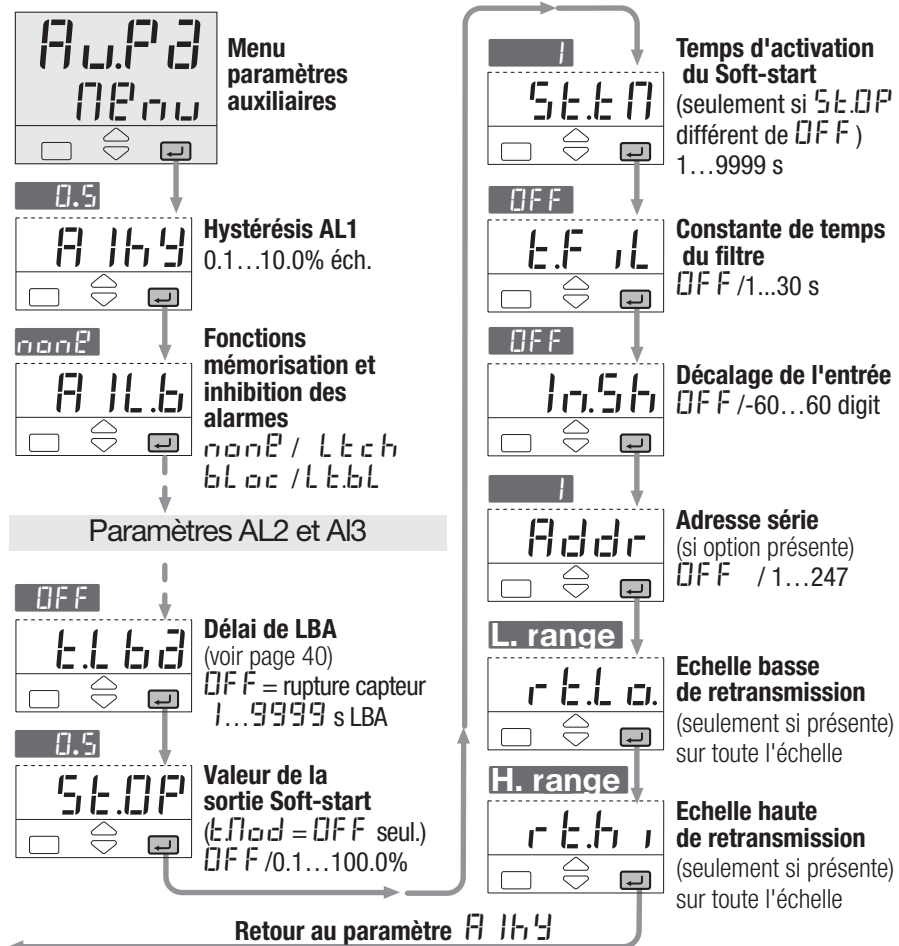 Au.Pa
MEnu
Menu
paramètres
auxiliaires
0.5
A1hy
Hystérésis AL1
0.1…10.0% éch.
nonE
A1L.b
Fonctions
mémorisation et
inhibition des
alarmes
nonE / Ltch
bLoc / Lt.bL
Paramètres AL2 et Al3
OFF
t.Lba
Délai de LBA
(voir page 40)
OFF = rupture capteur
1…9999 s LBA
0.5
St.OP
Valeur de la
sortie Soft-start
(t.Mod = OFF seul.)
OFF /0.1…100.0%
1
St.tM
Temps d'activation
du Soft-start
(seulement si St.OP
différent de OFF )
1…9999 s
OFF
t.FiL
Constante de temps
du filtre
OFF /1...30 s
OFF
In.Sh
Décalage de l'entrée
OFF /-60…60 digit
1
Addr
Adresse série
(si option présente)
OFF / 1…247
L. range
rt.Lo.
Echelle basse
de retransmission
(seulement si présente)
sur toute l'échelle
H. range
rt.hi
Echelle haute
de retransmission
(seulement si présente)
sur toute l'échelle
Retour au paramètre A1hy